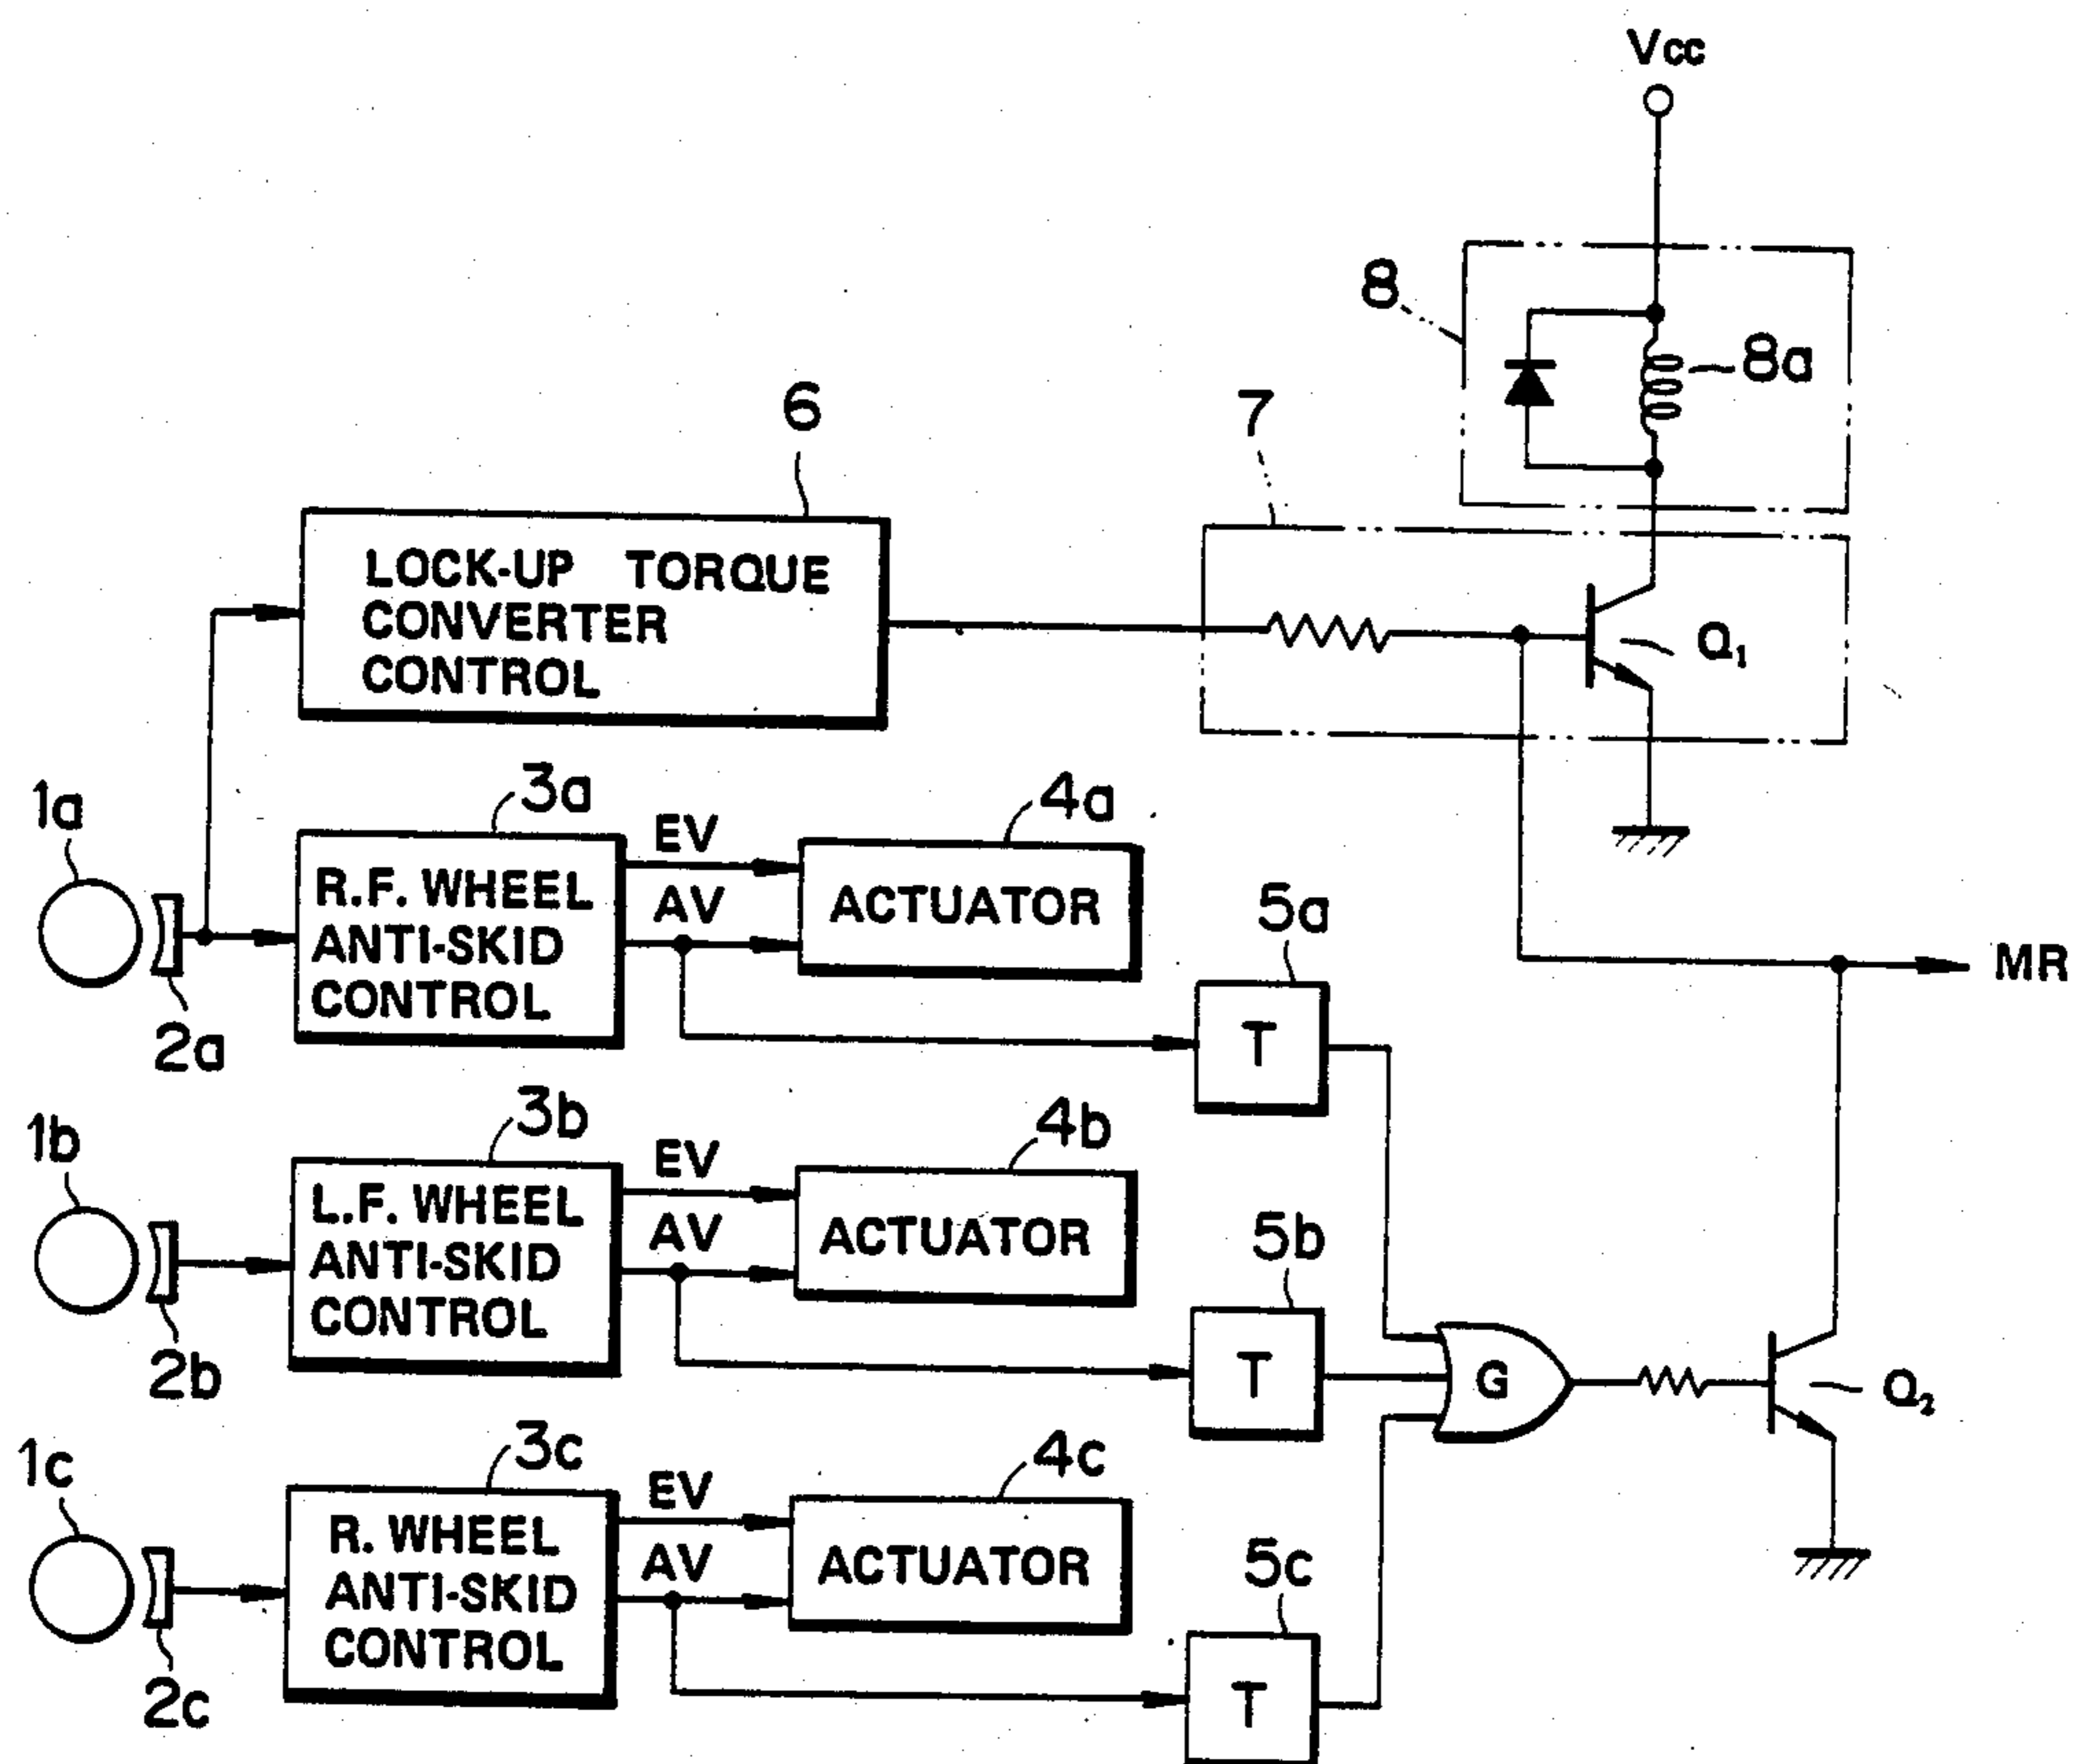 Vcc
8
8a
6
7
LOCK-UP TORQUE
CONVERTER
CONTROL
Q1
1a
3a
EV
4a
R.F. WHEEL
ANTI-SKID
CONTROL
AV
ACTUATOR
5a
MR
2a
T
1b
3b
EV
4b
L.F. WHEEL
ANTI-SKID
CONTROL
AV
ACTUATOR
5b
2b
T
G
Q2
1c
3c
EV
4c
R. WHEEL
ANTI-SKID
CONTROL
AV
ACTUATOR
5c
2c
T